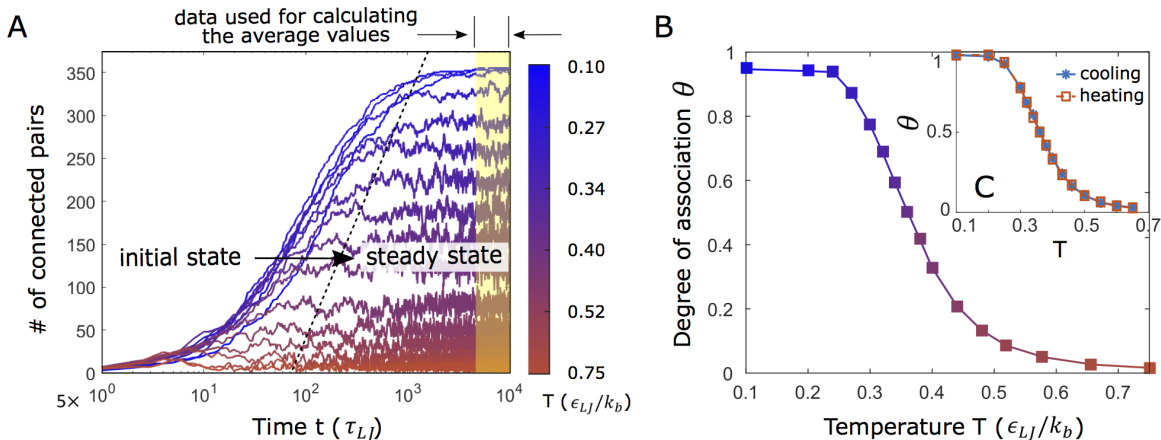 A
data used for calculating
the average values
# of connected pairs
350
300
250
200
150
100
50
0
initial state
steady state
5× 10⁰ 10¹ 10² 10³ 10⁴
Time t (τ_LJ)
0.10
0.27
0.34
0.40
0.52
0.75
T (ϵ_LJ/k_b)
B
Degree of association θ
1
0.8
0.6
0.4
0.2
0
0.1 0.2 0.3 0.4 0.5 0.6 0.7
Temperature T (ϵ_LJ/k_b)
C
θ
1
0.5
0
0.1 0.3 0.5 0.7
T
cooling
heating